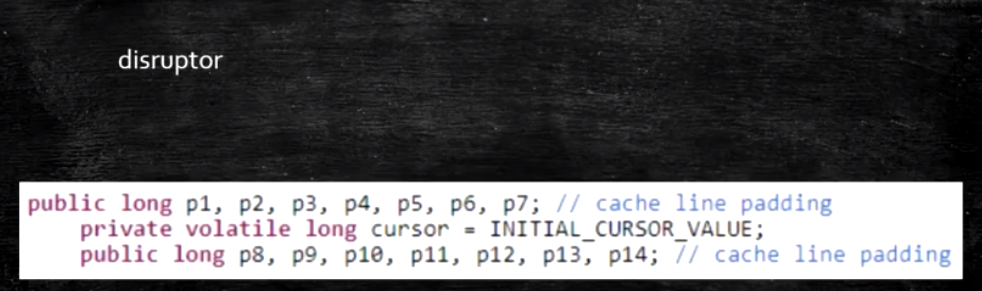 disruptor
public long p1, p2, p3, p4, p5, p6, p7; // cache line padding
private volatile long cursor = INITIAL_CURSOR_VALUE;
public long p8, p9, p10, p11, p12, p13, p14; // cache line padding